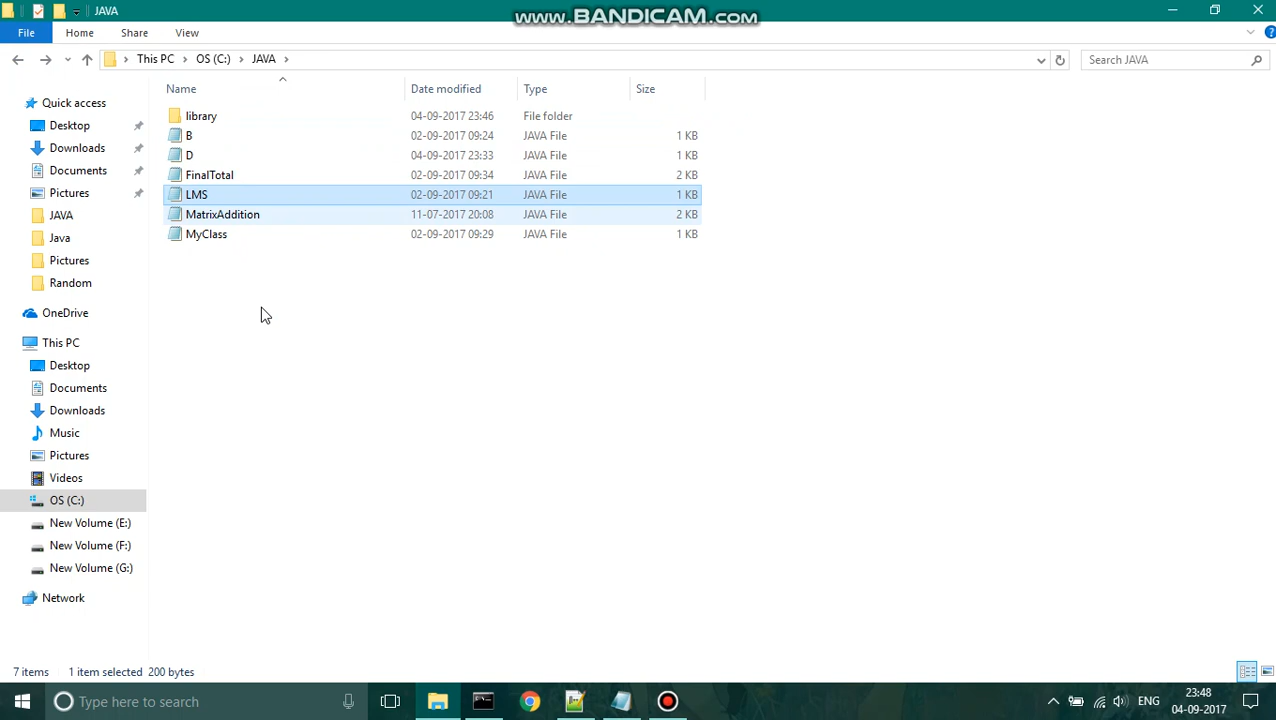 JAVA
www.BANDICAM.com
File Home Share View
This PC OS (C:) JAVA
Search JAVA
Name Date modified Type Size
Quick access
Desktop
Downloads
Documents
Pictures
JAVA
Java
Pictures
Random
OneDrive
This PC
Desktop
Documents
Downloads
Music
Pictures
Videos
OS (C:)
New Volume (E:)
New Volume (F:)
New Volume (G:)
Network
library 04-09-2017 23:46 File folder
B 02-09-2017 09:24 JAVA File 1 KB
D 04-09-2017 23:33 JAVA File 1 KB
FinalTotal 02-09-2017 09:34 JAVA File 2 KB
LMS 02-09-2017 09:21 JAVA File 1 KB
MatrixAddition 11-07-2017 20:08 JAVA File 2 KB
MyClass 02-09-2017 09:29 JAVA File 1 KB
7 items 1 item selected 200 bytes
Type here to search
ENG
23:48
04-09-2017